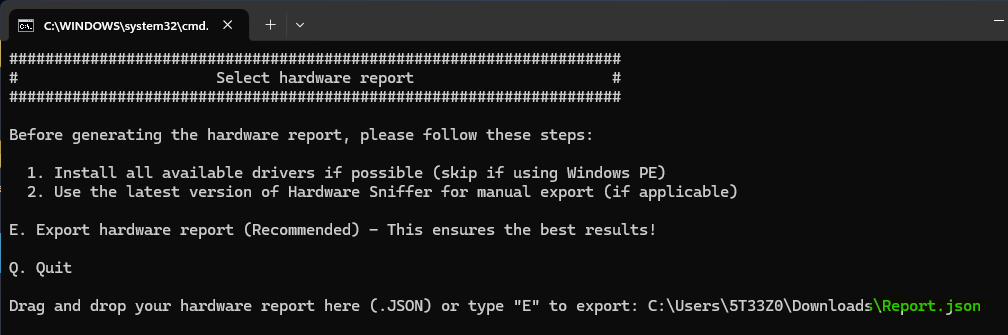 C:\WINDOWS\system32\cmd.
####################################################################
# Select hardware report #
####################################################################
Before generating the hardware report, please follow these steps:
1. Install all available drivers if possible (skip if using Windows PE)
2. Use the latest version of Hardware Sniffer for manual export (if applicable)
E. Export hardware report (Recommended) - This ensures the best results!
Q. Quit
Drag and drop your hardware report here (.JSON) or type "E" to export: C:\Users\5T33Z0\Downloads\Report.json